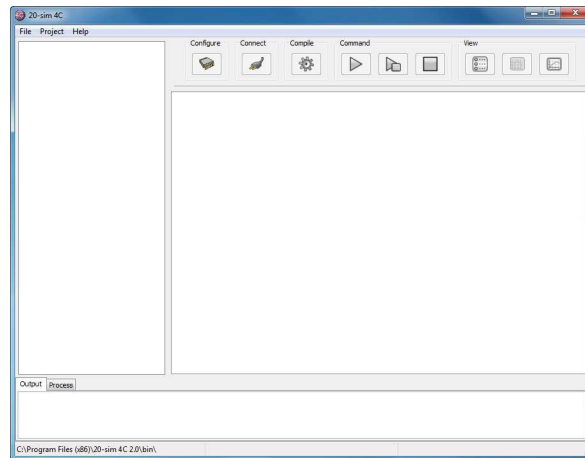 20-sim 4C
File Project Help
Configure Connect Compile Command View
Output Process
C:\Program Files (x86)\20-sim 4C 2.0\bin\